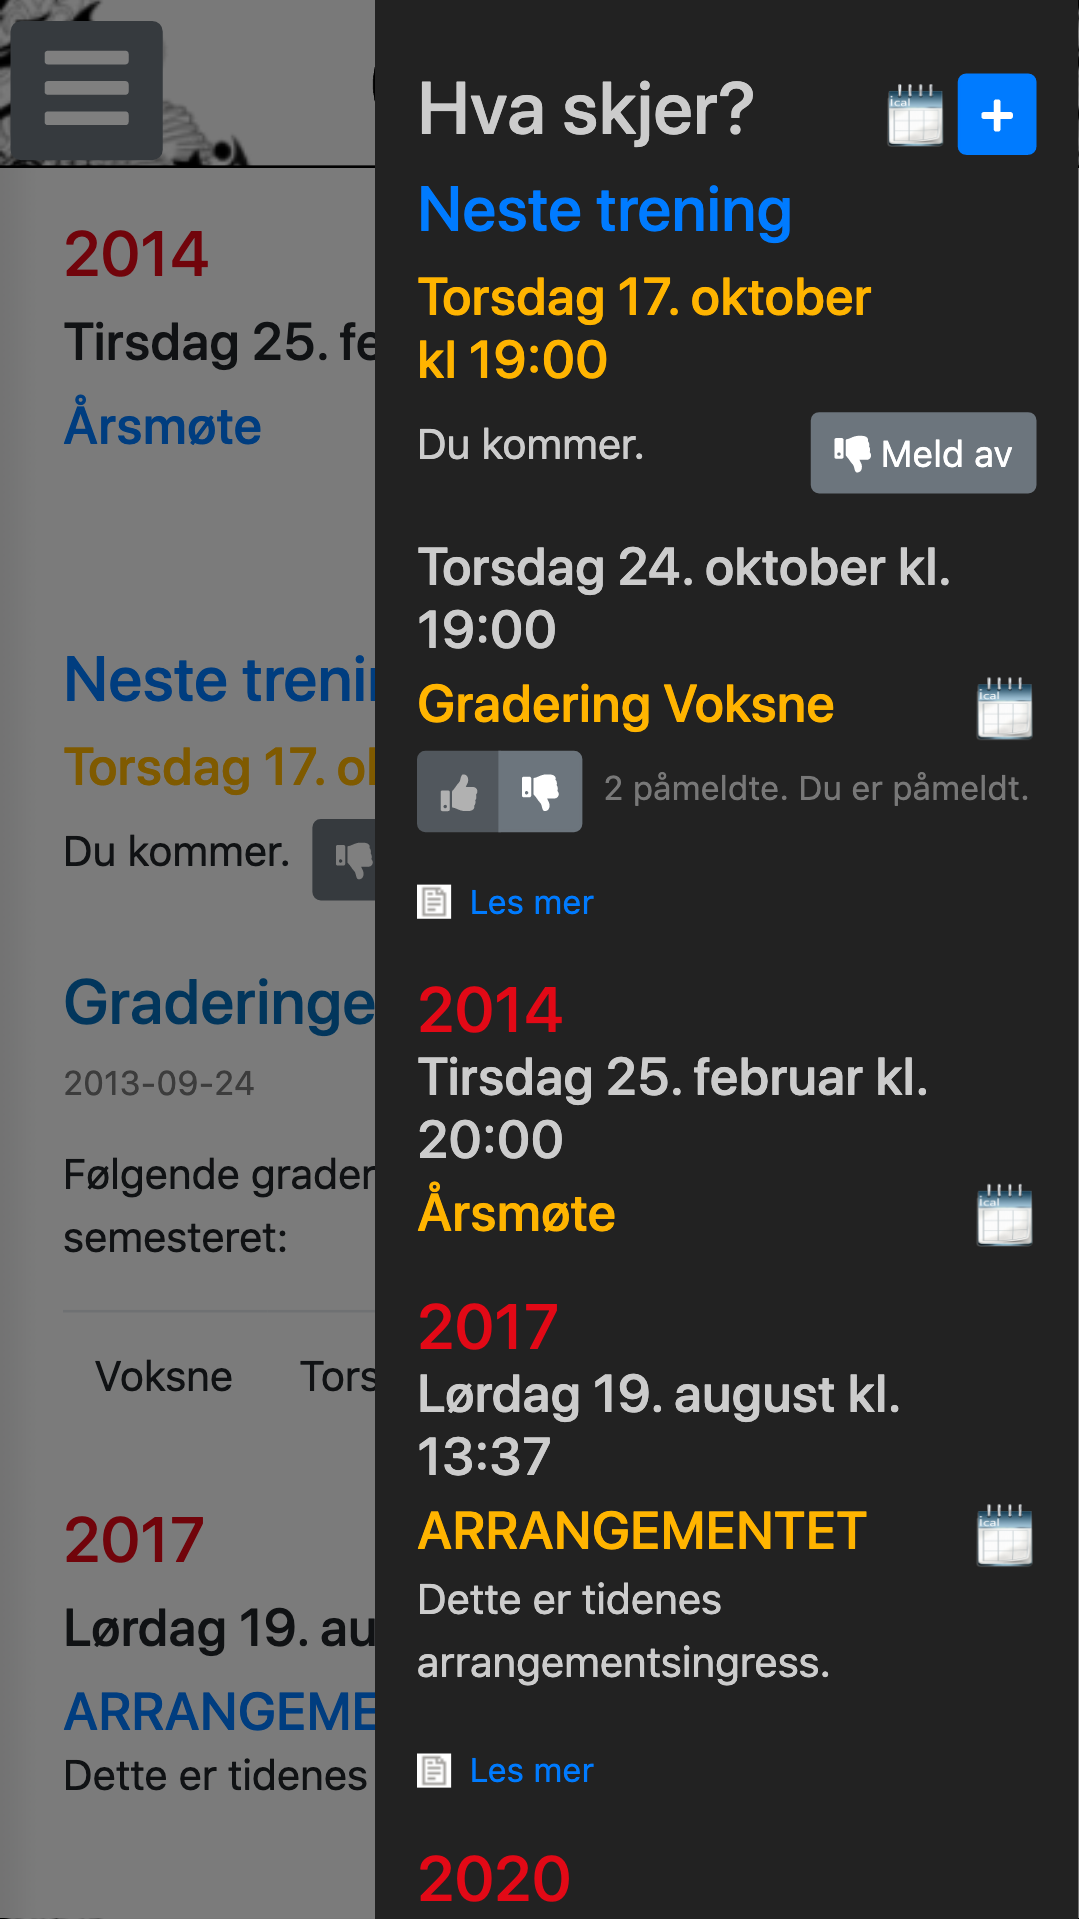 Hva skjer?
ical
+
Neste trening
Torsdag 17. oktober
kl 19:00
Du kommer.
Meld av
Torsdag 24. oktober kl.
19:00
Gradering Voksne
ical
2 påmeldte. Du er påmeldt.
Les mer
2014
Tirsdag 25. februar kl.
20:00
Årsmøte
ical
2017
Lørdag 19. august kl.
13:37
ARRANGEMENTET
ical
Dette er tidenes
arrangementsingress.
Les mer
2020
2014
Tirsdag 25. fe
Årsmøte
Neste trenin
Torsdag 17. ok
Du kommer.
Graderinge
2013-09-24
Følgende grader
semesteret:
Voksne Tors
2017
Lørdag 19. au
ARRANGEME
Dette er tidenes